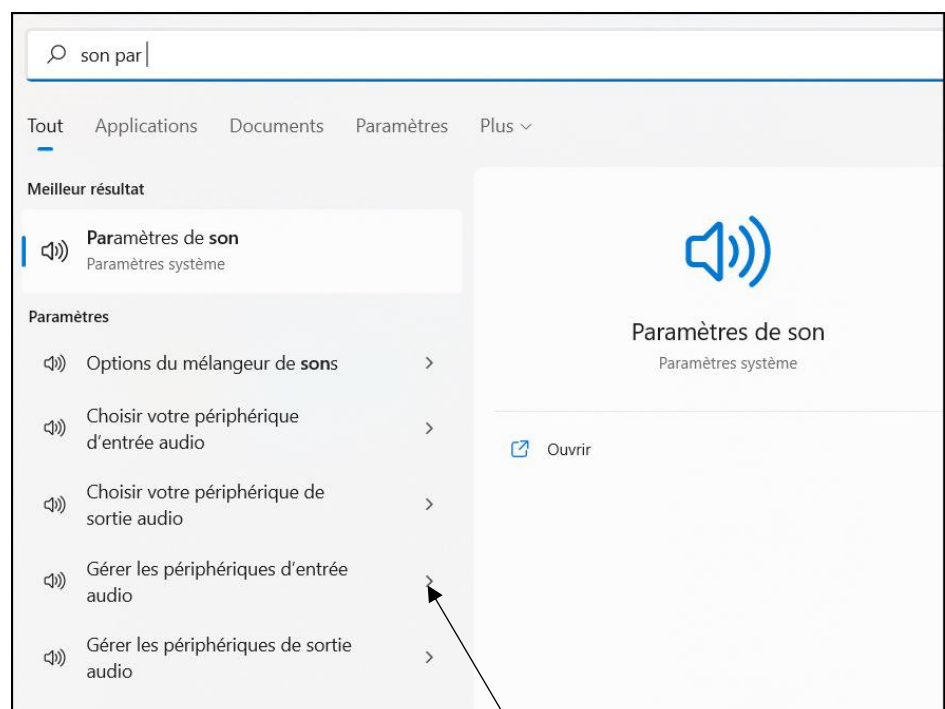 son par
Tout Applications Documents Paramètres Plus
Meilleur résultat
Paramètres de son
Paramètres système
Paramètres
Options du mélangeur de sons
Choisir votre périphérique
d'entrée audio
Choisir votre périphérique de
sortie audio
Gérer les périphériques d'entrée
audio
Gérer les périphériques de sortie
audio
Paramètres de son
Paramètres système
Ouvrir